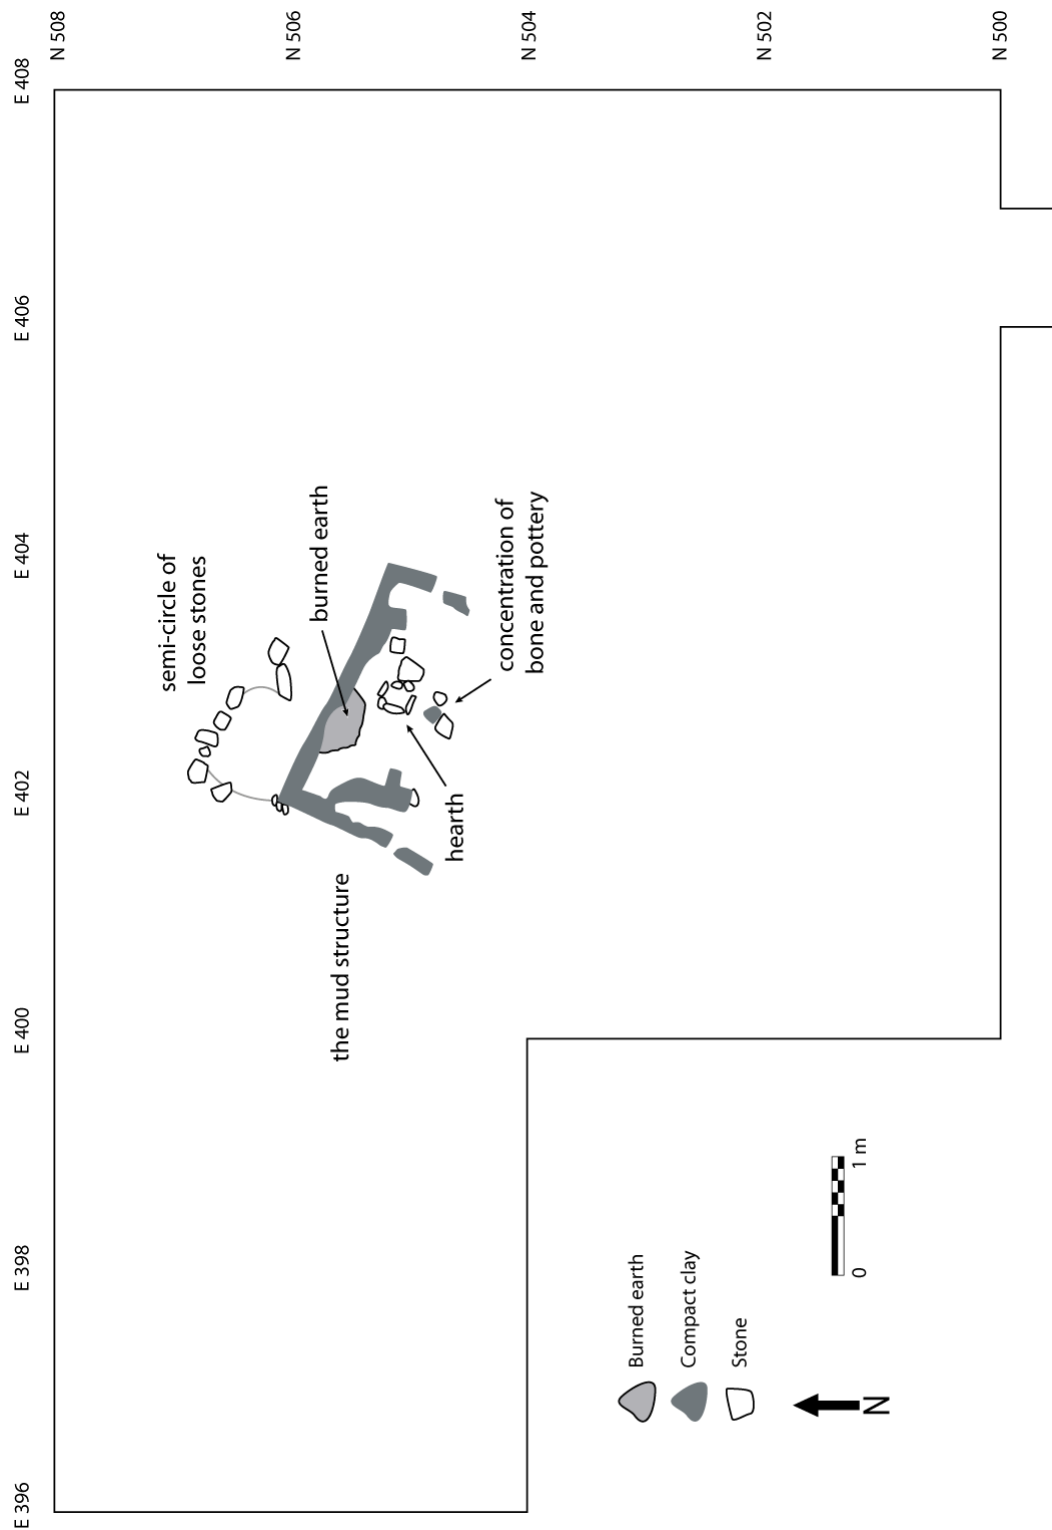 E 396
E 398
E 400
E 402
E 404
E 406
E 408
N 508
N 506
N 504
N 502
N 500
semi-circle of
loose stones
burned earth
the mud structure
hearth
concentration of
bone and pottery
Burned earth
Compact clay
Stone
0
1 m
N